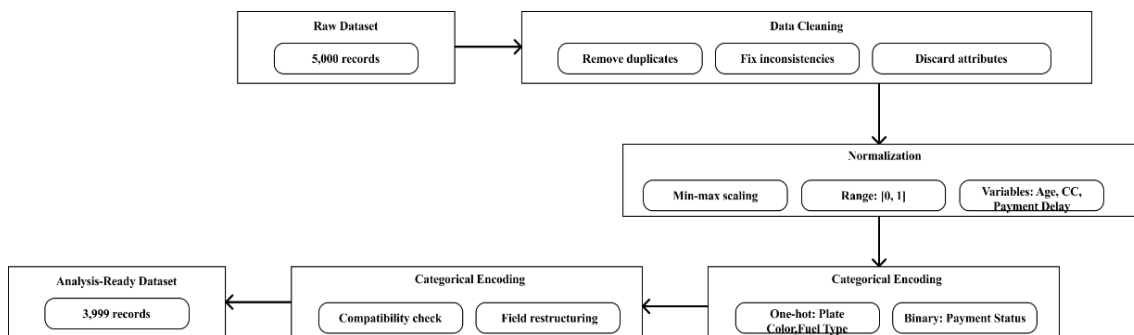 Raw Dataset
5,000 records
Data Cleaning
Remove duplicates
Fix inconsistencies
Discard attributes
Normalization
Min-max scaling
Range: [0, 1]
Variables: Age, CC,
Payment Delay
Categorical Encoding
One-hot: Plate
Color,Fuel Type
Binary: Payment Status
Categorical Encoding
Compatibility check
Field restructuring
Analysis-Ready Dataset
3,999 records